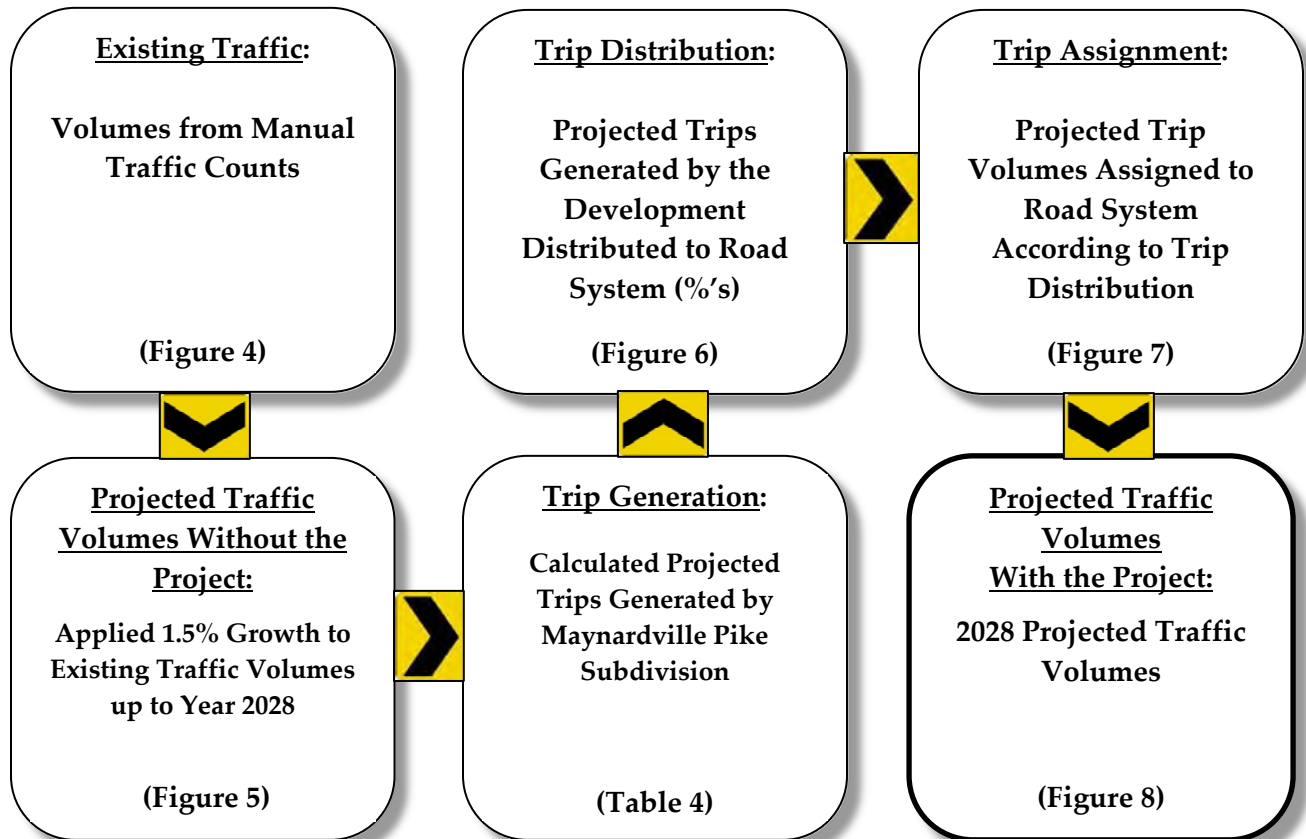 Existing Traffic:
Volumes from Manual
Traffic Counts
(Figure 4)
Projected Traffic
Volumes Without the
Project:
Applied 1.5% Growth to
Existing Traffic Volumes
up to Year 2028
(Figure 5)
Trip Generation:
Calculated Projected
Trips Generated by
Maynardville Pike
Subdivision
(Table 4)
Trip Distribution:
Projected Trips
Generated by the
Development
Distributed to Road
System (%’s)
(Figure 6)
Trip Assignment:
Projected Trip
Volumes Assigned to
Road System
According to Trip
Distribution
(Figure 7)
Projected Traffic
Volumes
With the Project:
2028 Projected Traffic
Volumes
(Figure 8)